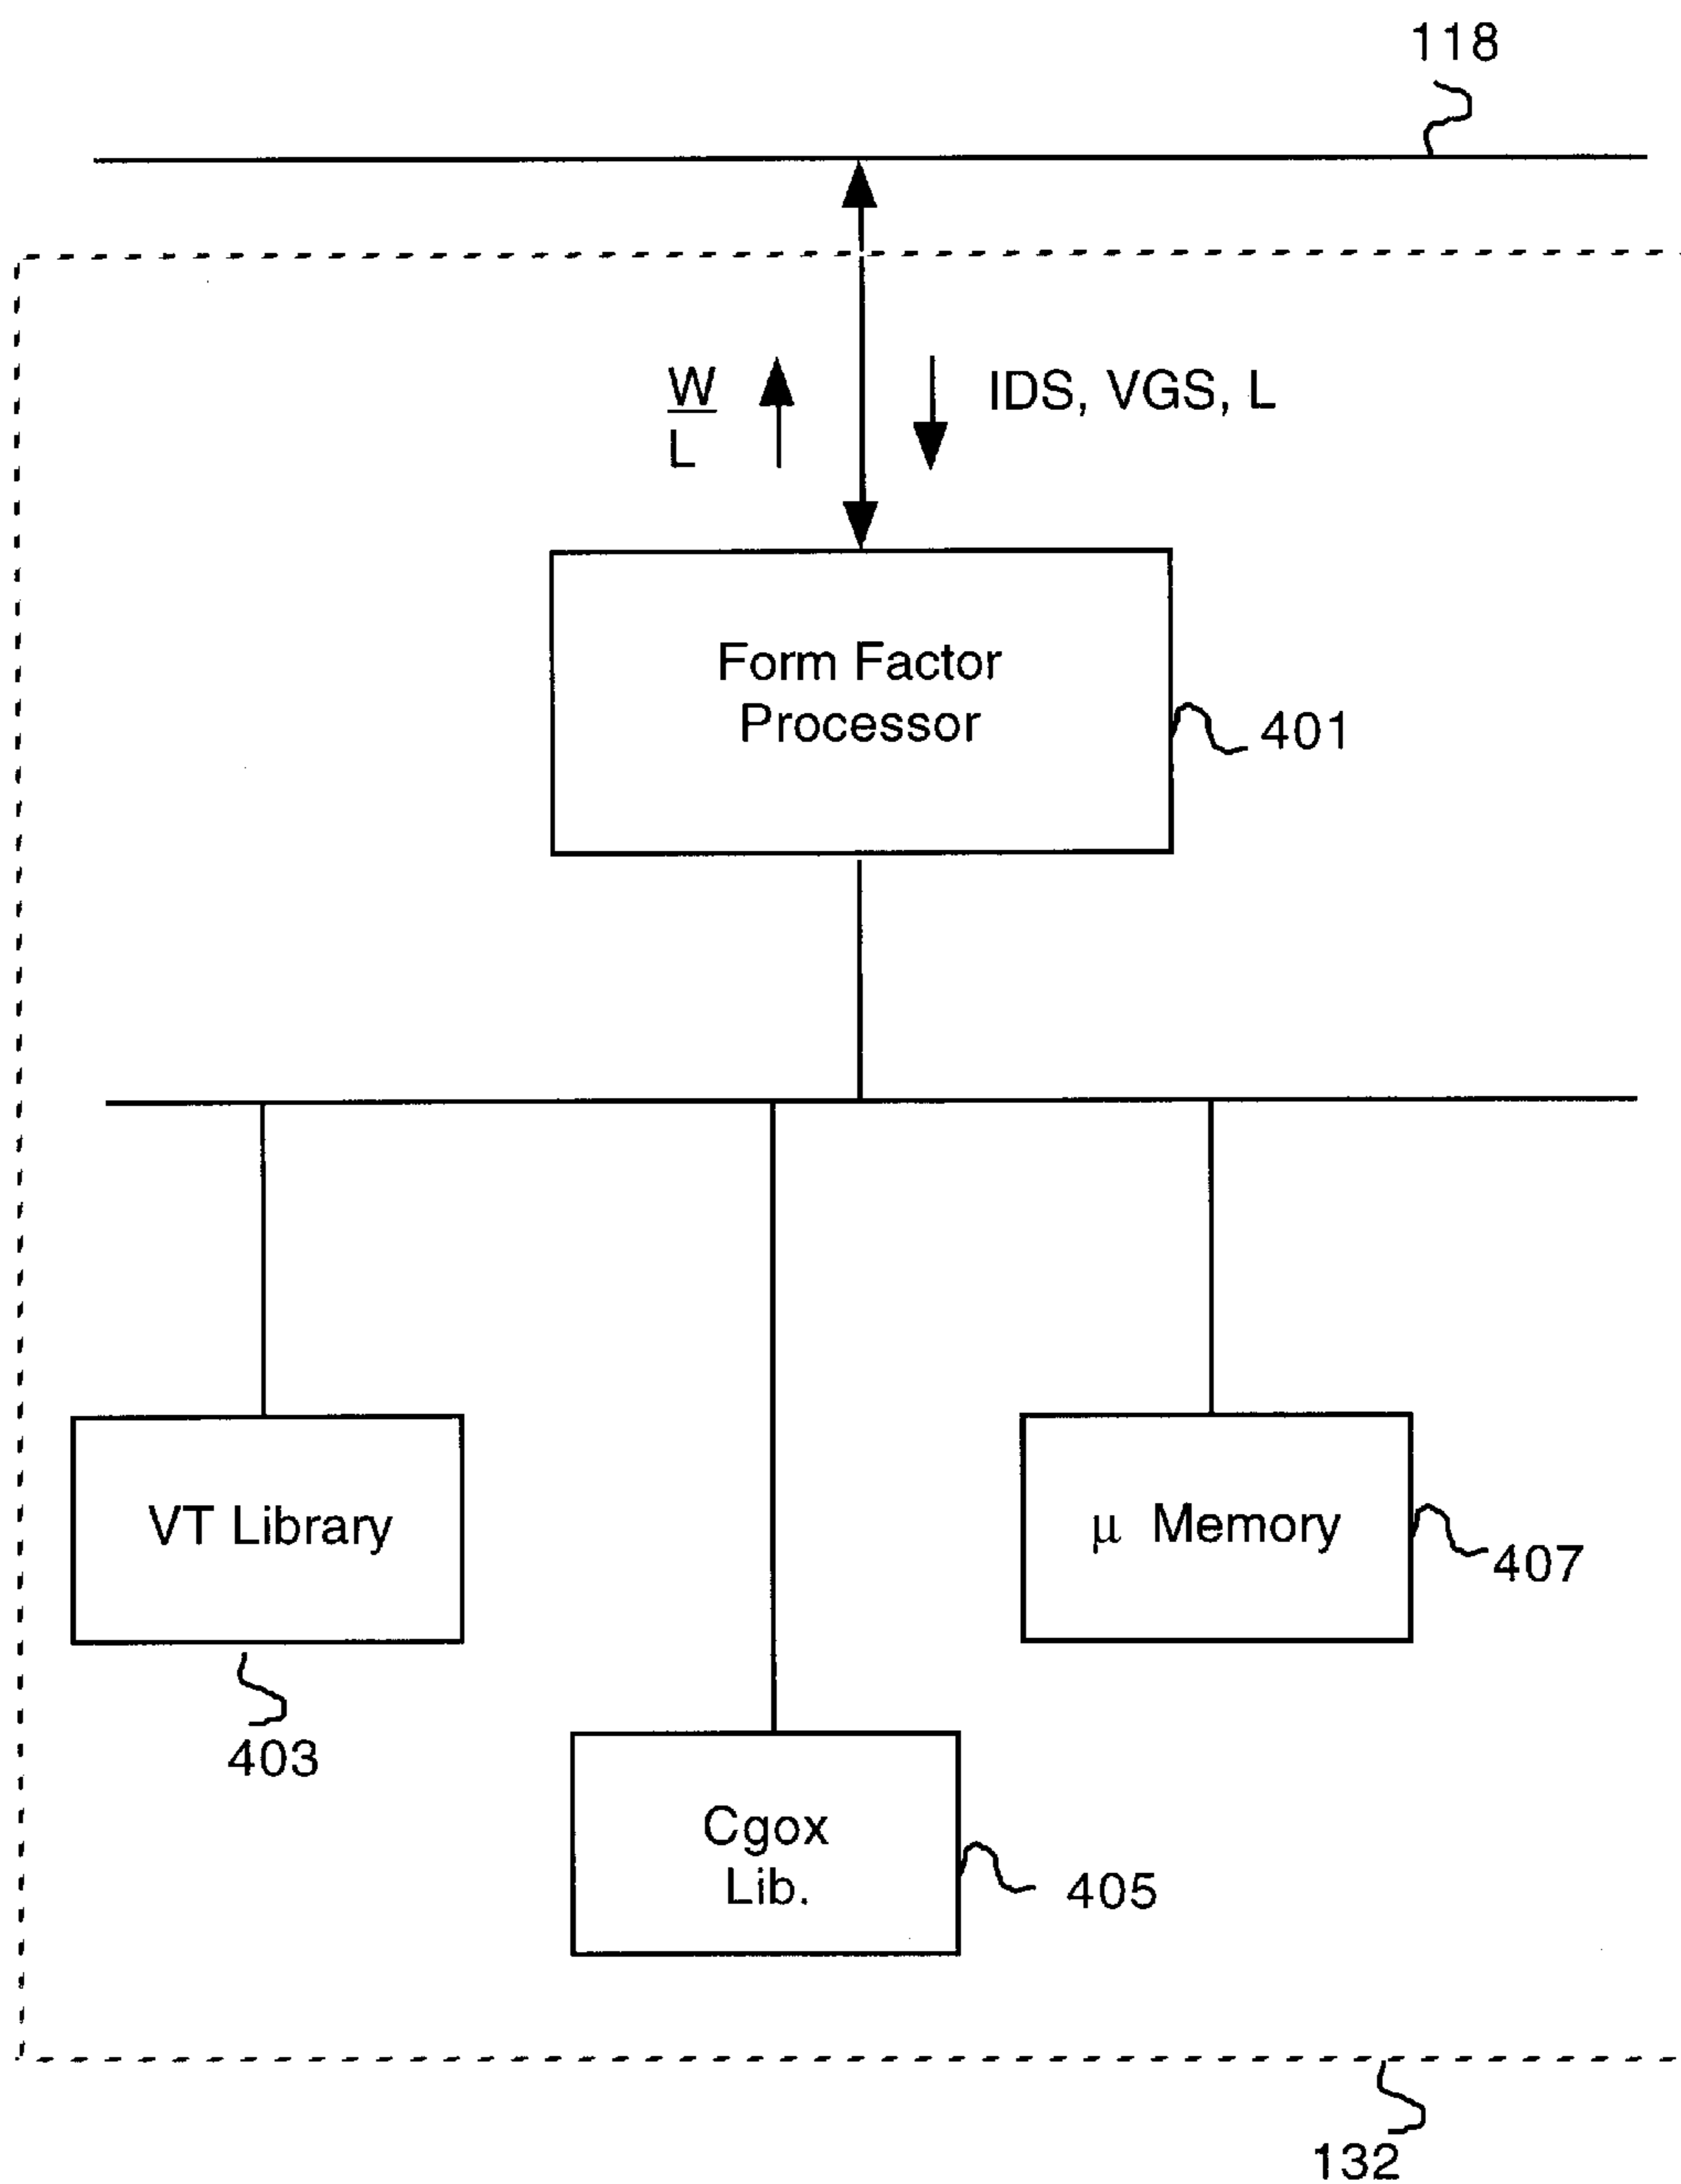 118
W
L
IDS, VGS, L
Form Factor
Processor
401
VT Library
403
μ Memory
407
Cgox
Lib.
405
132